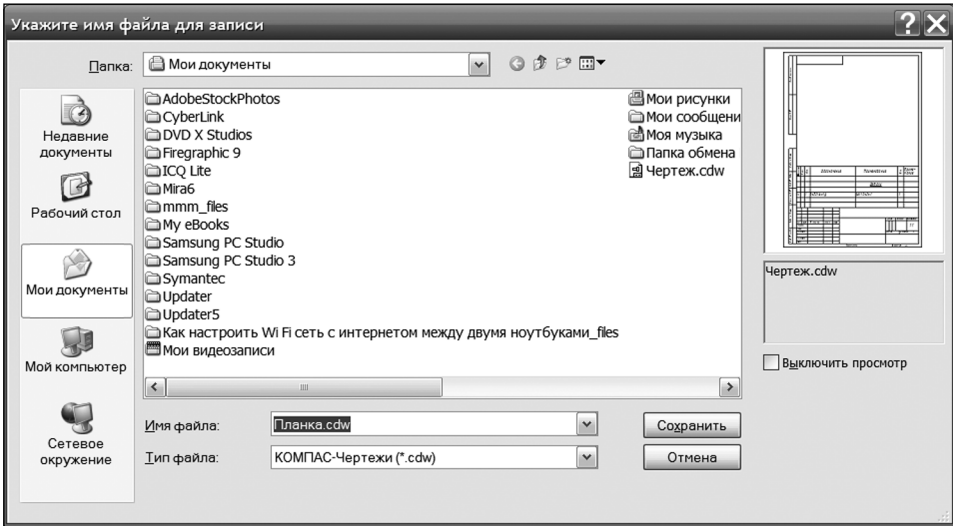 Укажите имя файла для записи
Папка:
Мои документы
Недавние
документы
Рабочий стол
Мои документы
Мой компьютер
Сетевое
окружение
AdobeStockPhotos
CyberLink
DVD X Studios
Firegraphic 9
ICQ Lite
Mira6
mmm_files
My eBooks
Samsung PC Studio
Samsung PC Studio 3
Symantec
Updater
Updater5
Как настроить Wi Fi сеть с интернетом между двумя ноутбуками_files
Мои видеозаписи
Мои рисунки
Мои сообщени
Моя музыка
Папка обмена
Чертеж.cdw
Чертеж.cdw
Выключить просмотр
Имя файла:
Планка.cdw
Сохранить
Тип файла:
КОМПАС-Чертежи (*.cdw)
Отмена